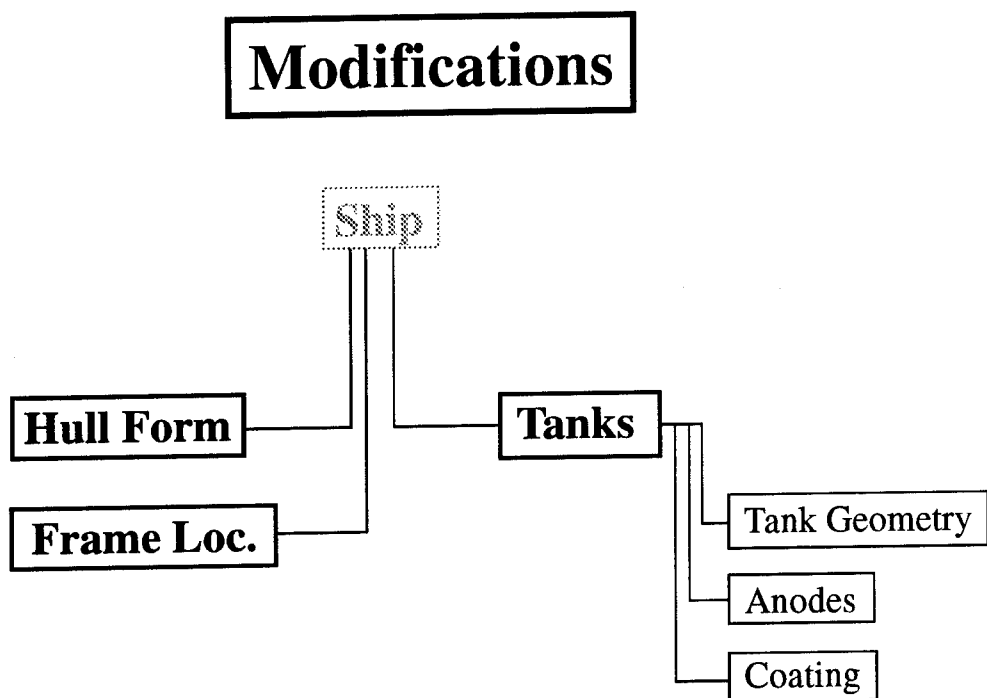 Modifications
Ship
Hull Form
Tanks
Frame Loc.
Tank Geometry
Anodes
Coating